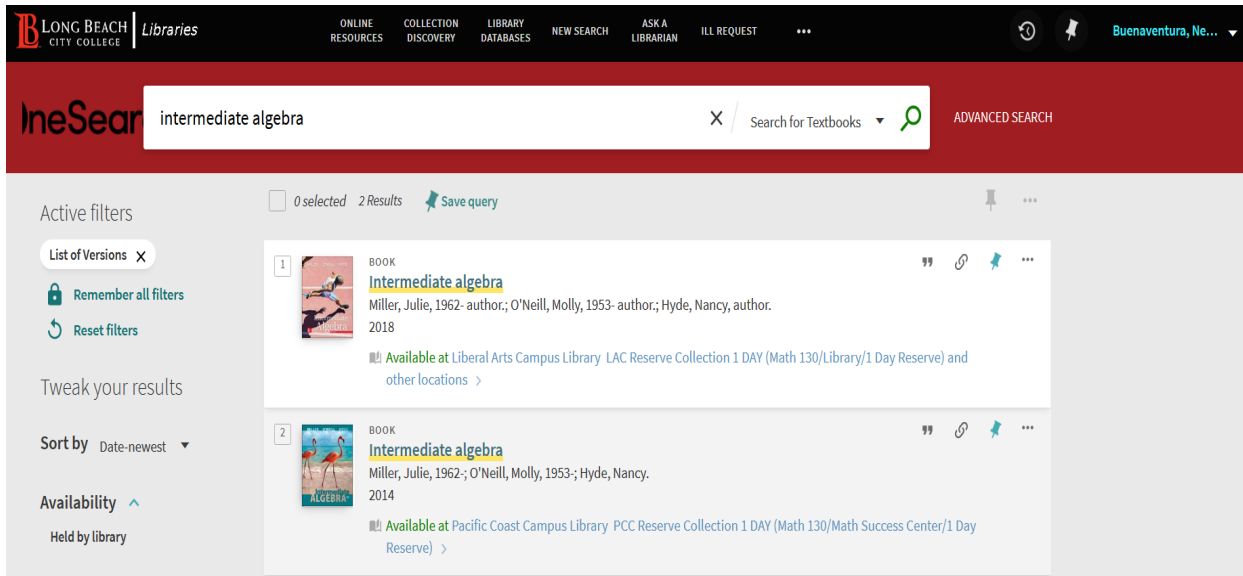 LONG BEACH
CITY COLLEGE
Libraries
ONLINE
RESOURCES
COLLECTION
DISCOVERY
LIBRARY
DATABASES
NEW SEARCH
ASK A
LIBRARIAN
ILL REQUEST
•••
Buenaventura, Ne...
neSear
intermediate algebra
Search for Textbooks
ADVANCED SEARCH
Active filters
List of Versions X
Remember all filters
Reset filters
Tweak your results
Sort by Date-newest
Availability
Held by library
0 selected 2 Results Save query
1
BOOK
Intermediate algebra
Miller, Julie, 1962- author.; O'Neill, Molly, 1953- author.; Hyde, Nancy, author.
2018
Available at Liberal Arts Campus Library LAC Reserve Collection 1 DAY (Math 130/Library/1 Day Reserve) and
other locations >
Algebra
2
BOOK
Intermediate algebra
Miller, Julie, 1962-; O'Neill, Molly, 1953-; Hyde, Nancy.
2014
Available at Pacific Coast Campus Library PCC Reserve Collection 1 DAY (Math 130/Math Success Center/1 Day
Reserve) >
Intermediate
ALGEBRA